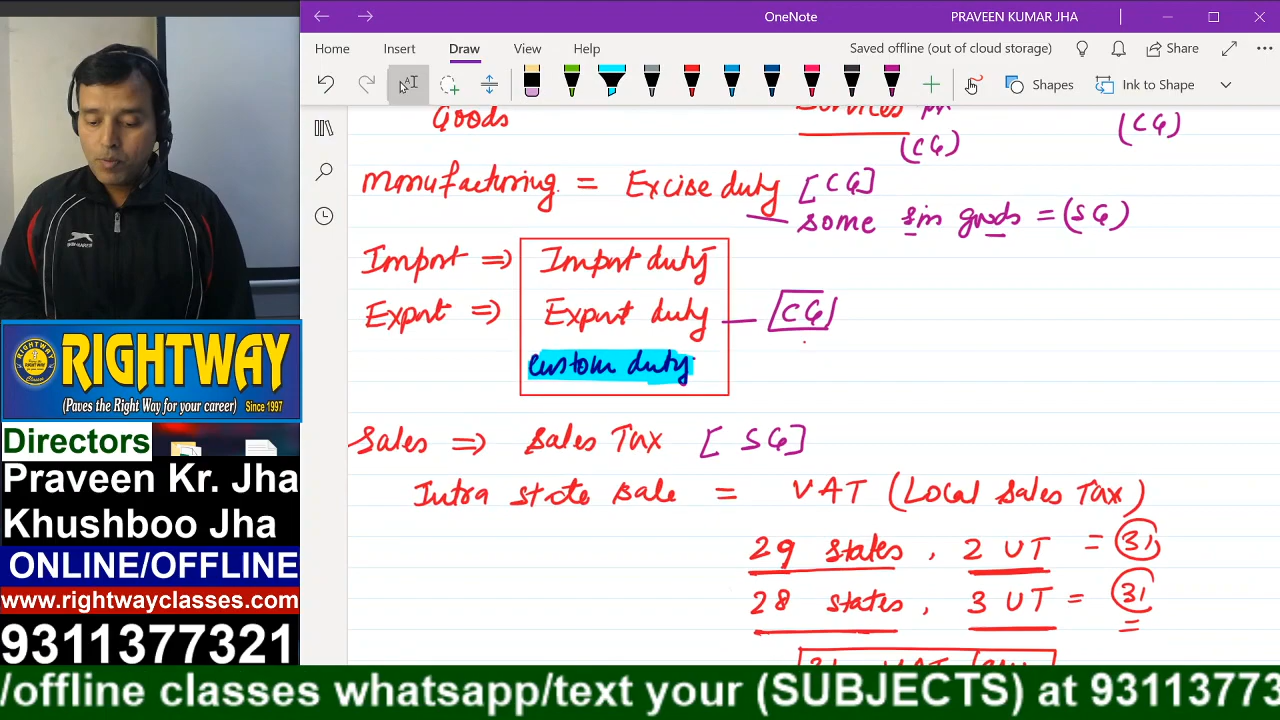 OneNote
PRAVEEN KUMAR JHA
Home Insert Draw View Help
Saved offline (out of cloud storage)
Share
Shapes
Ink to Shape
Goods
Services
(CG)
(CG)
Manufactoring = Excise duty [CG]
some sin goods = (SG)
Import ⇒ Import duty
Export ⇒ Export duty — CG
Custom duty
Sales ⇒ Sales Tax [SG]
Intra state sale = VAT (Local Sales Tax)
29 states, 2 UT = 31
28 states, 3 UT = 31
RIGHTWAY
(Paves the Right Way for your career) Since 1997
Directors
Praveen Kr. Jha
Khushboo Jha
ONLINE/OFFLINE
www.rightwayclasses.com
9311377321
/offline classes whatsapp/text your (SUBJECTS) at 93113773